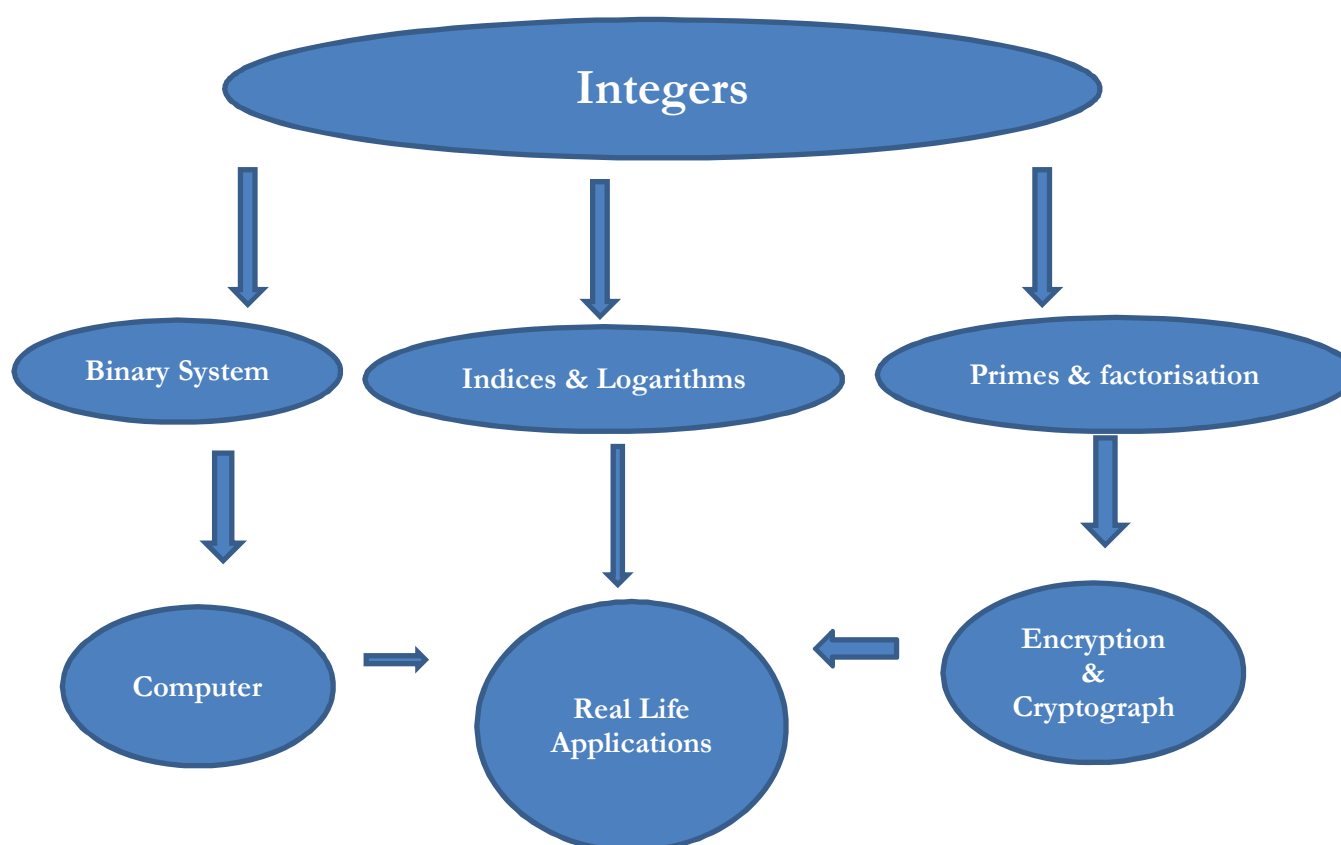 Integers
Binary System
Indices & Logarithms
Primes & factorisation
Computer
Real Life
Applications
Encryption
&
Cryptograph